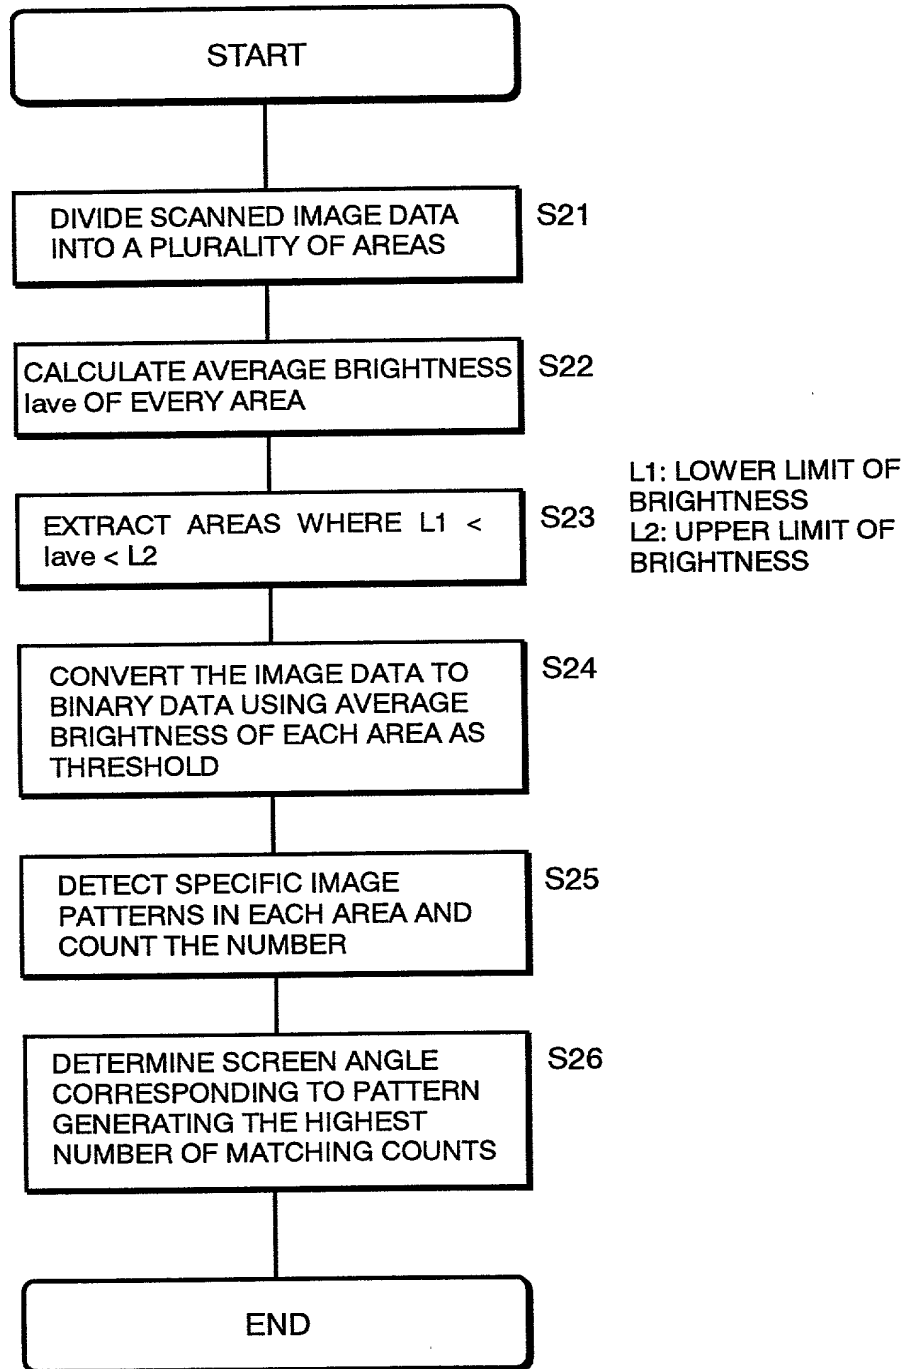 START
DIVIDE SCANNED IMAGE DATA
INTO A PLURALITY OF AREAS
S21
CALCULATE AVERAGE BRIGHTNESS
lave OF EVERY AREA
S22
EXTRACT AREAS WHERE L1 <
lave < L2
S23
L1: LOWER LIMIT OF
BRIGHTNESS
L2: UPPER LIMIT OF
BRIGHTNESS
CONVERT THE IMAGE DATA TO
BINARY DATA USING AVERAGE
BRIGHTNESS OF EACH AREA AS
THRESHOLD
S24
DETECT SPECIFIC IMAGE
PATTERNS IN EACH AREA AND
COUNT THE NUMBER
S25
DETERMINE SCREEN ANGLE
CORRESPONDING TO PATTERN
GENERATING THE HIGHEST
NUMBER OF MATCHING COUNTS
S26
END